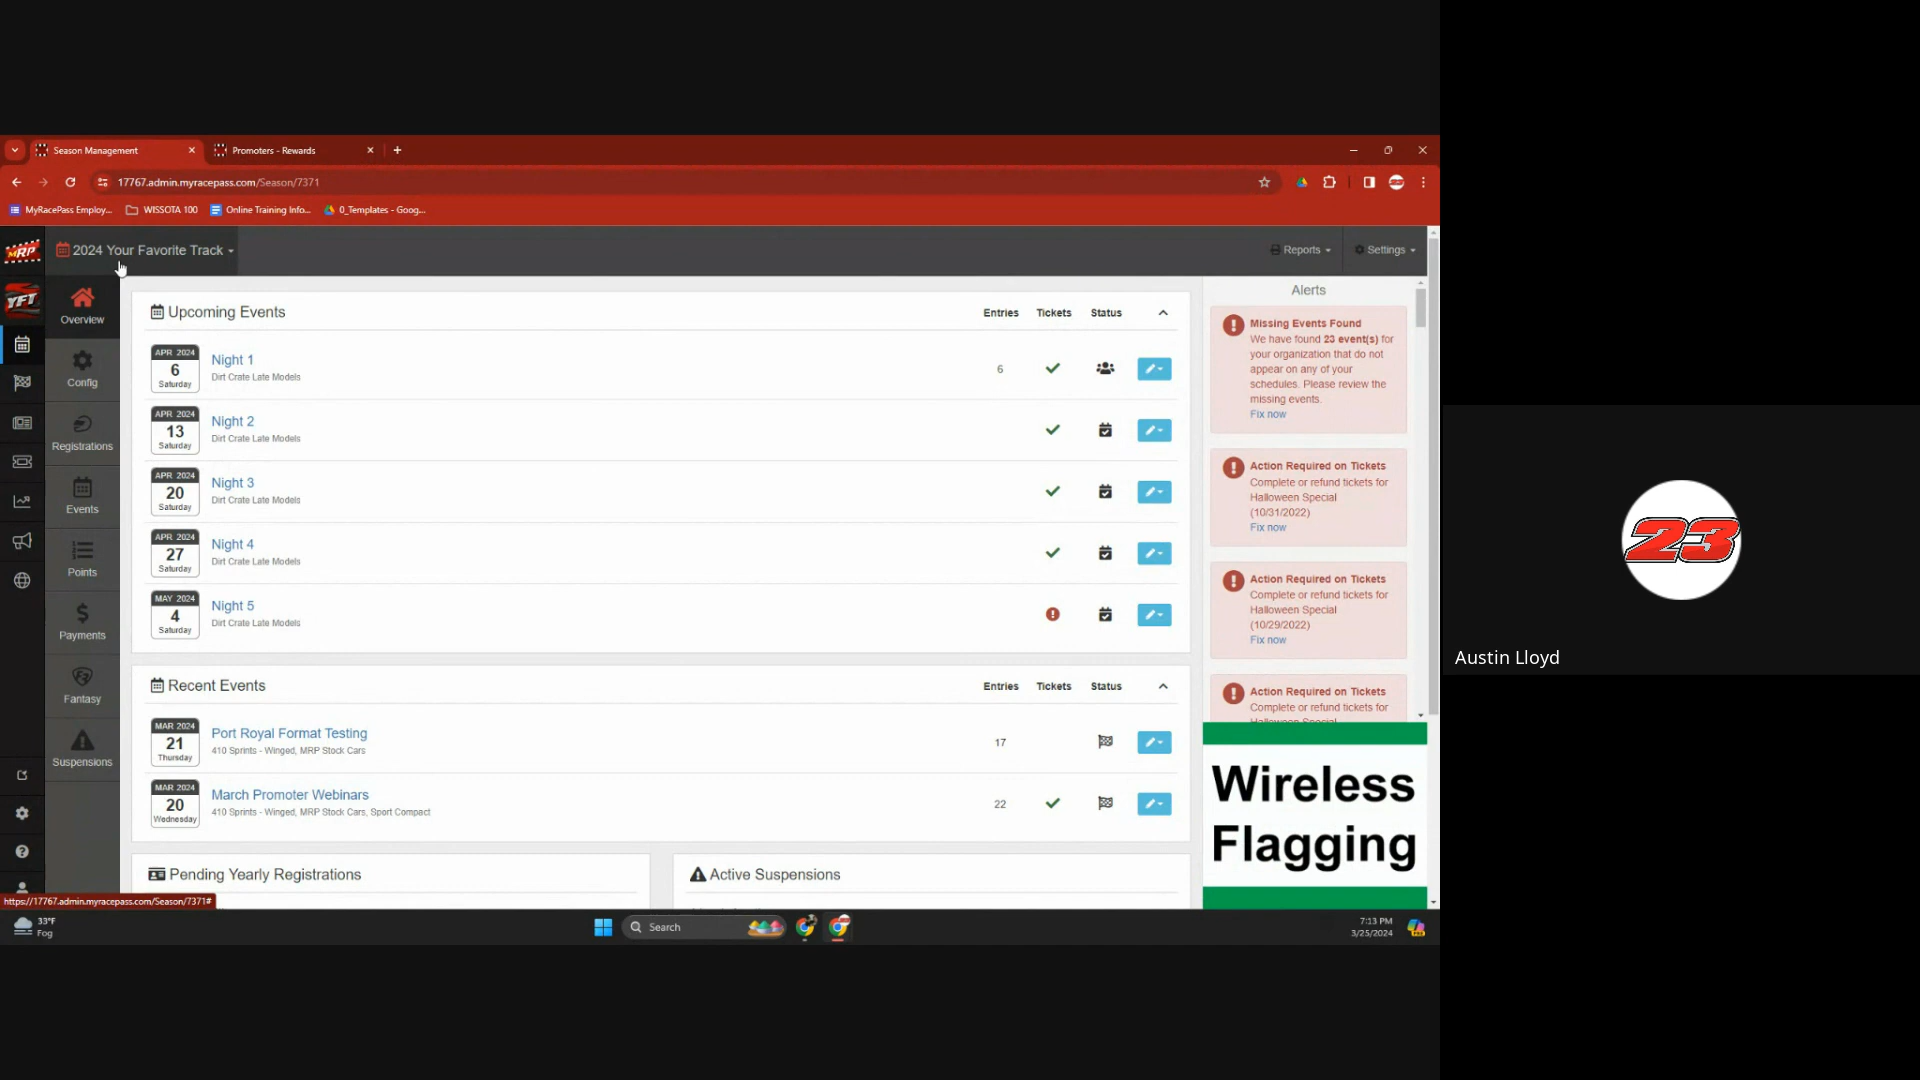 Season Management
Promoters - Rewards
17767.admin.myracepass.com/Season/7371
MyRacePass Employ...
WISSOTA 100
Online Training Info...
0_Templates - Goog...
MRP
2024 Your Favorite Track
Reports
Settings
YFT
Overview
Config
Registrations
Events
Points
Payments
Fantasy
Suspensions
Upcoming Events
Entries Tickets Status
APR 2024
6
Saturday
Night 1
Dirt Crate Late Models
6
APR 2024
13
Saturday
Night 2
Dirt Crate Late Models
APR 2024
20
Saturday
Night 3
Dirt Crate Late Models
APR 2024
27
Saturday
Night 4
Dirt Crate Late Models
MAY 2024
4
Saturday
Night 5
Dirt Crate Late Models
Recent Events
Entries Tickets Status
MAR 2024
21
Thursday
Port Royal Format Testing
410 Sprints - Winged, MRP Stock Cars
17
MAR 2024
20
Wednesday
March Promoter Webinars
410 Sprints - Winged, MRP Stock Cars, Sport Compact
22
Pending Yearly Registrations
Active Suspensions
Alerts
Missing Events Found
We have found 23 event(s) for
your organization that do not
appear on any of your
schedules. Please review the
missing events.
Fix now
Action Required on Tickets
Complete or refund tickets for
Halloween Special
(10/31/2022)
Fix now
Action Required on Tickets
Complete or refund tickets for
Halloween Special
(10/29/2022)
Fix now
Action Required on Tickets
Complete or refund tickets for
Halloween Special
Wireless
Flagging
https://17767.admin.myracepass.com/Season/7371#
33°F
Fog
Search
7:13 PM
3/25/2024
23
Austin Lloyd